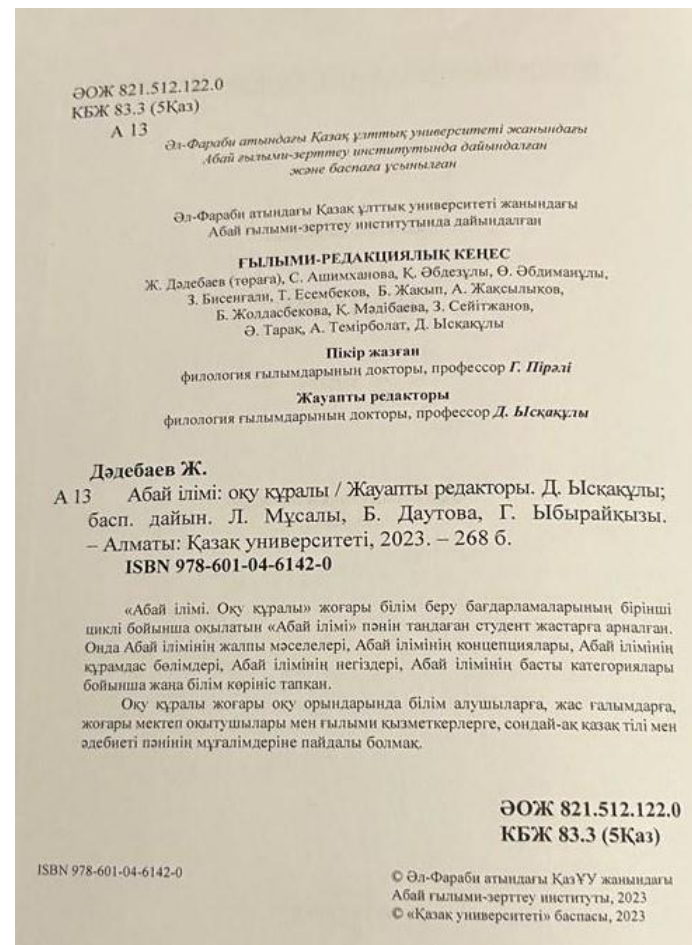 ӘОЖ 821.512.122.0
КБЖ 83.3 (5Қаз)
А 13
Әл-Фараби атындағы Қазақ ұлттық университеті жанындағы
Абай ғылыми-зерттеу институтында дайындалған
және баспаға ұсынылған
Әл-Фараби атындағы Қазақ ұлттық университеті жанындағы
Абай ғылыми-зерттеу институтында дайындалған
ҒЫЛЫМИ-РЕДАКЦИЯЛЫҚ КЕҢЕС
Ж. Дәдебаев (төраға), С. Ашимханова, Қ. Әбдезұлы, Ө. Әбдиманұлы,
З. Бисенғали, Т. Есембеков, Б. Жақып, А. Жақсылықов,
Б. Жолдасбекова, Қ. Мәдібаева, З. Сейітжанов,
Ә. Тарақ, А. Темірболат, Д. Ысқақұлы
Пікір жазған
филология ғылымдарының докторы, профессор Г. Пірәлі
Жауапты редакторы
филология ғылымдарының докторы, профессор Д. Ысқақұлы
Дәдебаев Ж.
А 13 Абай ілімі: оқу құралы / Жауапты редакторы. Д. Ысқақұлы;
басп. дайын. Л. Мұсалы, Б. Даутова, Г. Ыбырайқызы.
– Алматы: Қазақ университеті, 2023. – 268 б.
ISBN 978-601-04-6142-0
«Абай ілімі. Оқу құралы» жоғары білім беру бағдарламаларының бірінші
циклі бойынша оқылатын «Абай ілімі» пәнін таңдаған студент жастарға арналған.
Онда Абай ілімінің жалпы мәселелері, Абай ілімінің концепциялары, Абай ілімінің
құрамдас бөлімдері, Абай ілімінің негіздері, Абай ілімінің басты категориялары
бойынша жаңа білім көрініс тапқан.
Оқу құралы жоғары оқу орындарында білім алушыларға, жас ғалымдарға,
жоғары мектеп оқытушылары мен ғылыми қызметкерлерге, сондай-ақ қазақ тілі мен
әдебиеті пәнінің мұғалімдеріне пайдалы болмақ.
ӘОЖ 821.512.122.0
КБЖ 83.3 (5Қаз)
ISBN 978-601-04-6142-0
© Әл-Фараби атындағы ҚазҰУ жанындағы
Абай ғылыми-зерттеу институты, 2023
© «Қазақ университеті» баспасы, 2023